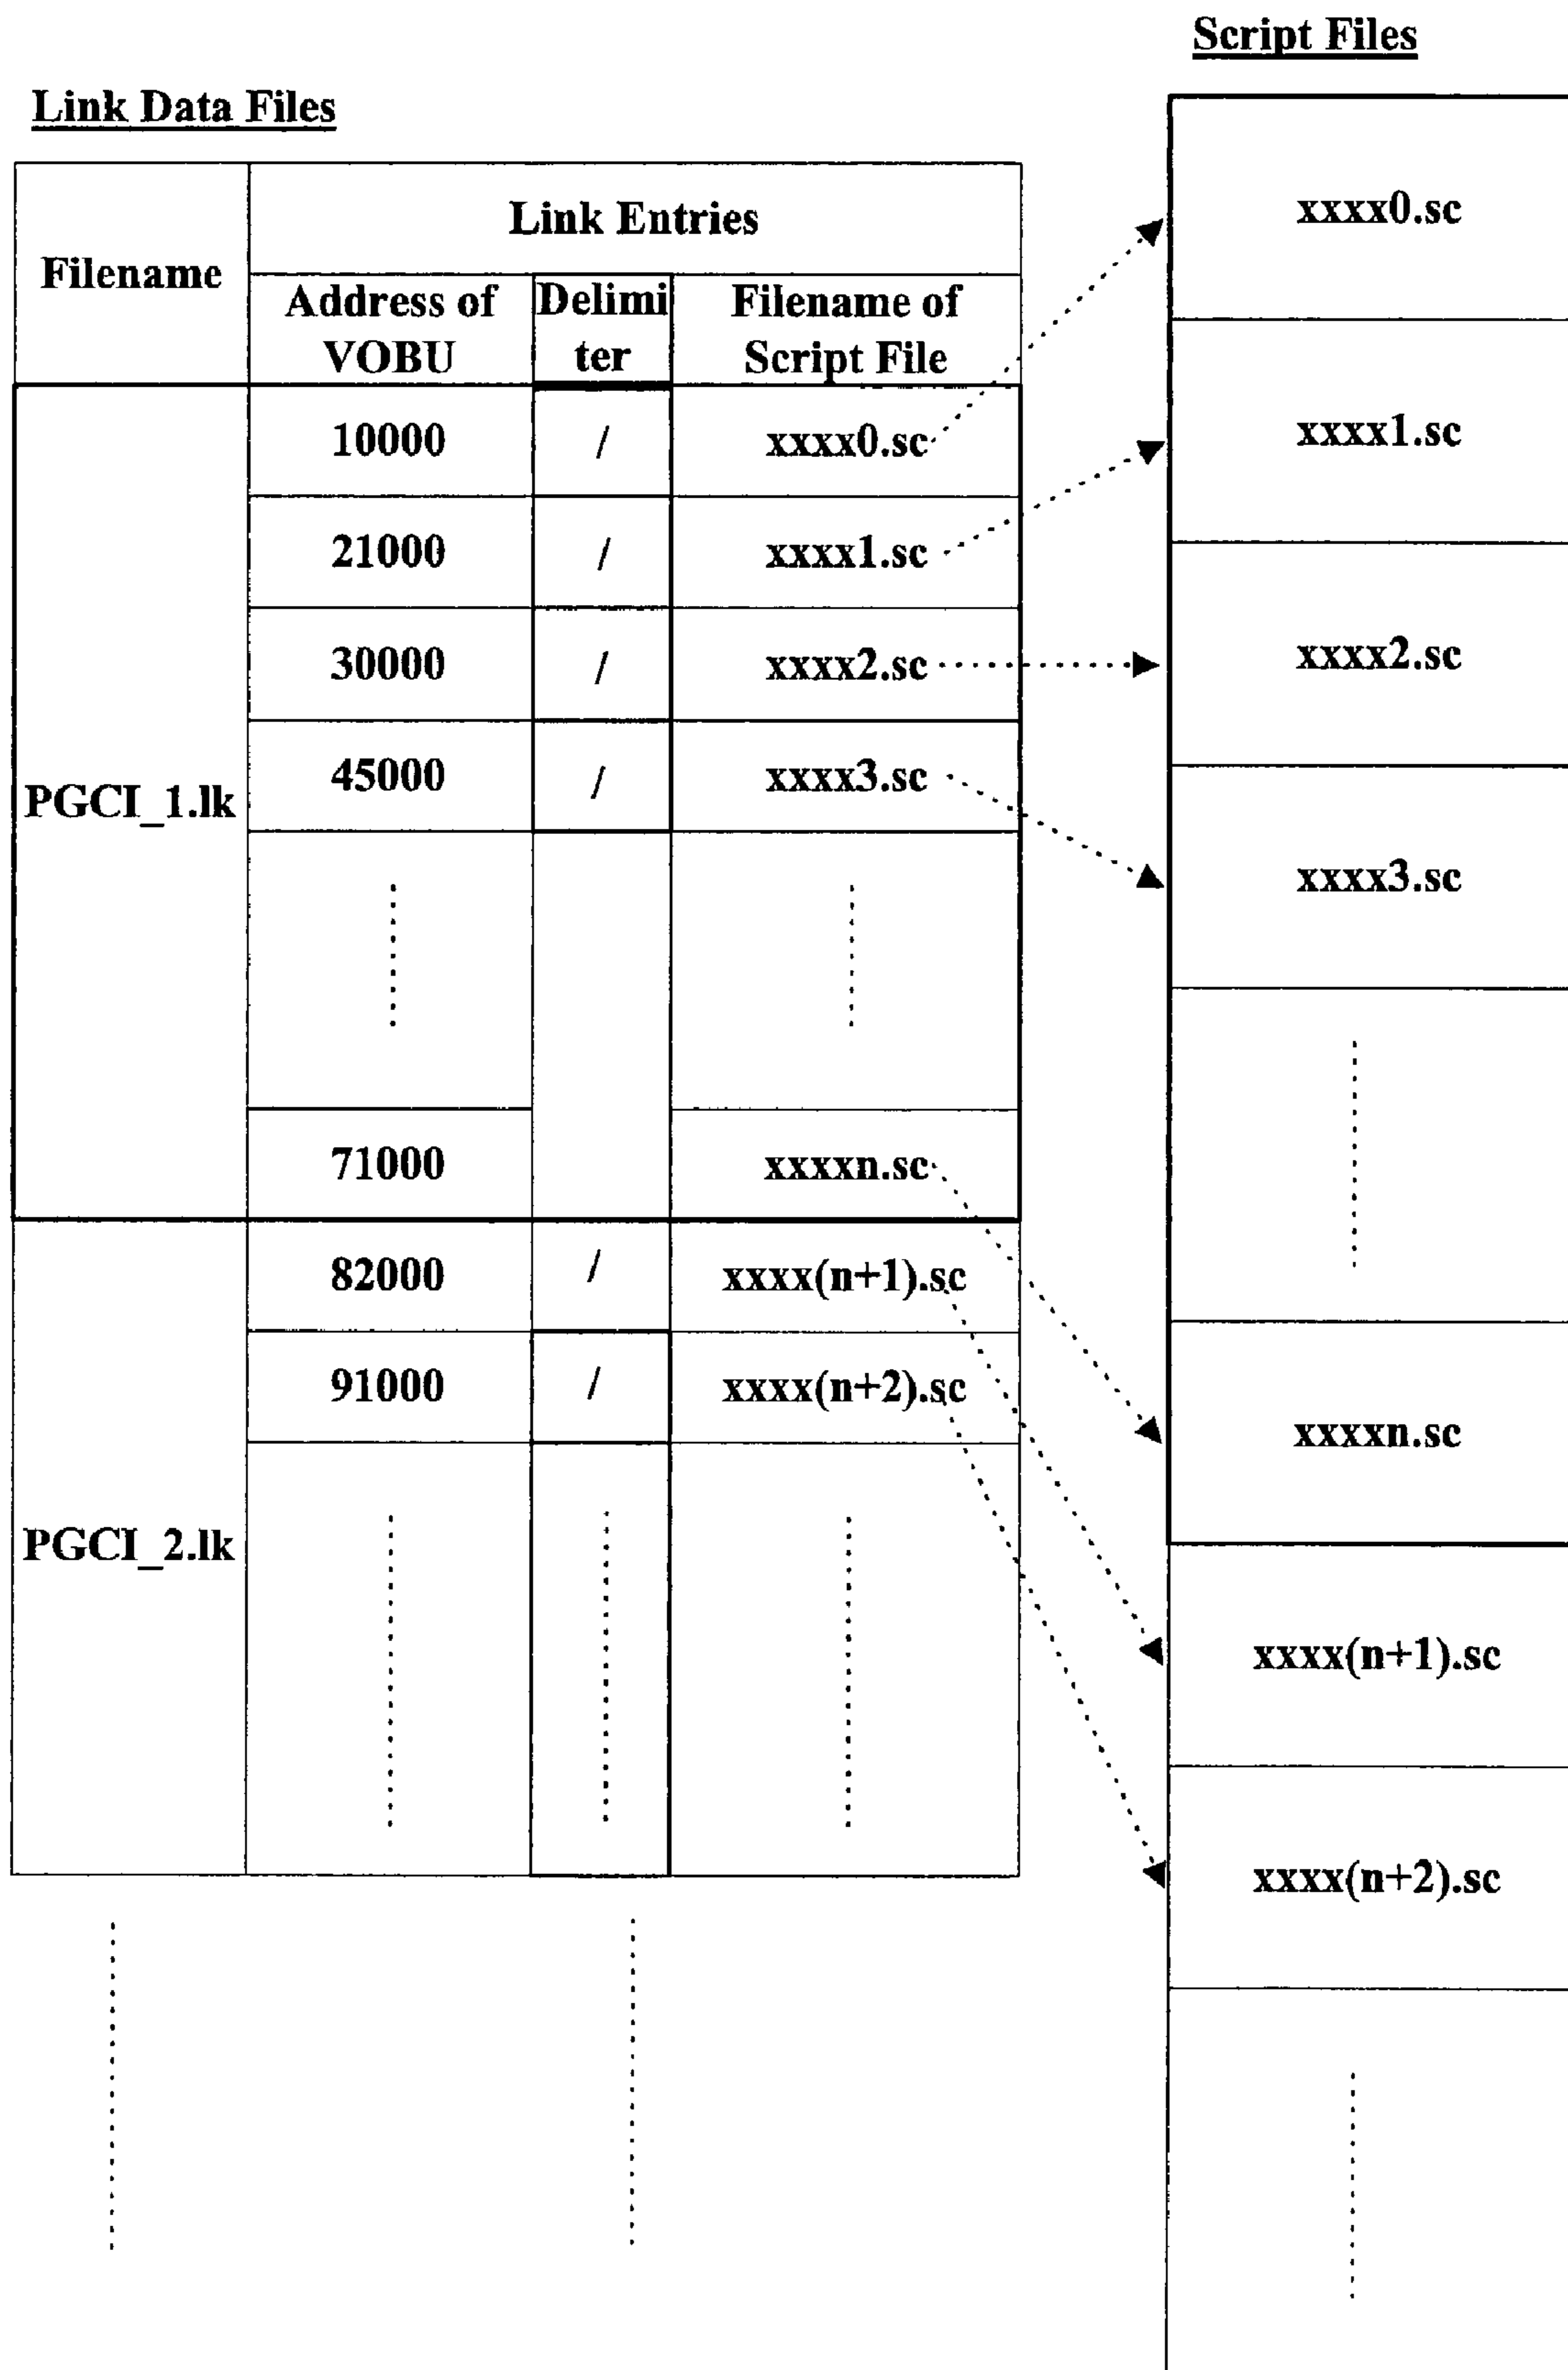 Script Files
Link Data Files
Filename
Link Entries
Address of
VOBU
Delimi
ter
Filename of
Script File
PGCI_1.lk
10000 / xxxx0.sc
21000 / xxxx1.sc
30000 / xxxx2.sc
45000 / xxxx3.sc
71000 xxxxn.sc
PGCI_2.lk
82000 / xxxx(n+1).sc
91000 / xxxx(n+2).sc
xxxx0.sc
xxxx1.sc
xxxx2.sc
xxxx3.sc
xxxxn.sc
xxxx(n+1).sc
xxxx(n+2).sc